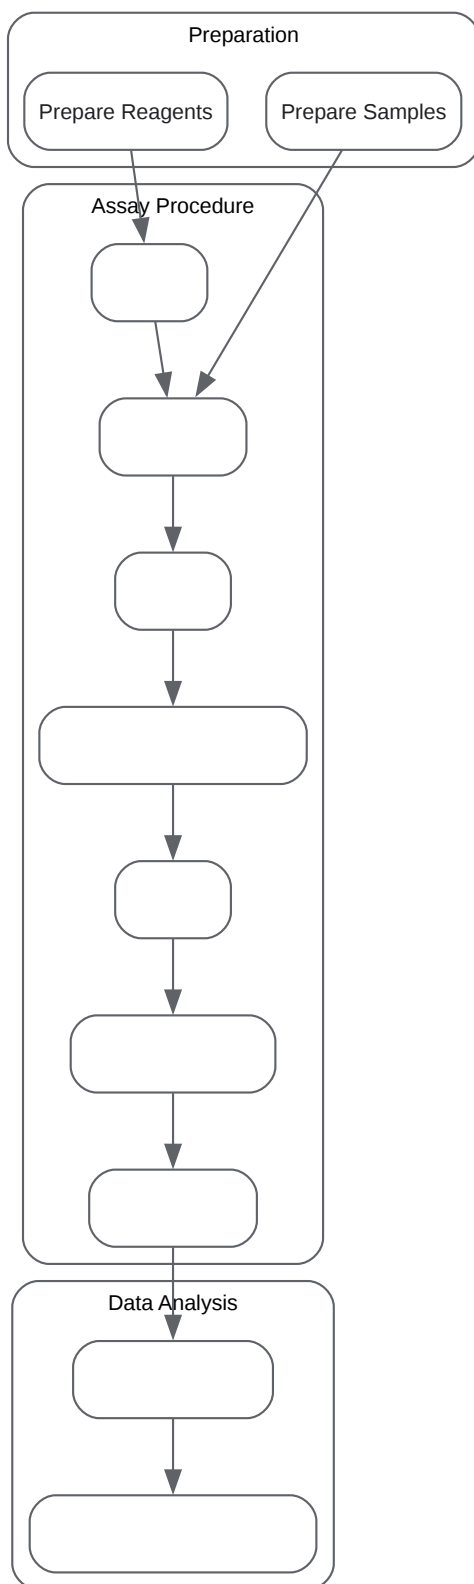 Preparation
Prepare Reagents
Prepare Samples
Assay Procedure
Data Analysis